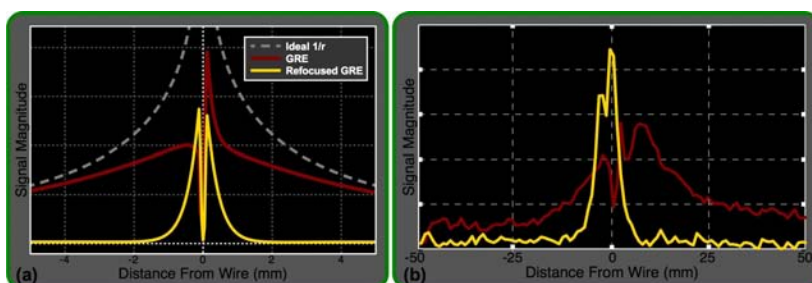 Ideal 1/r
GRE
Refocused GRE
Signal Magnitude
-4
-2
0
2
4
(a)
Distance From Wire (mm)
Signal Magnitude
-50
-25
0
25
50
(b)
Distance From Wire (mm)